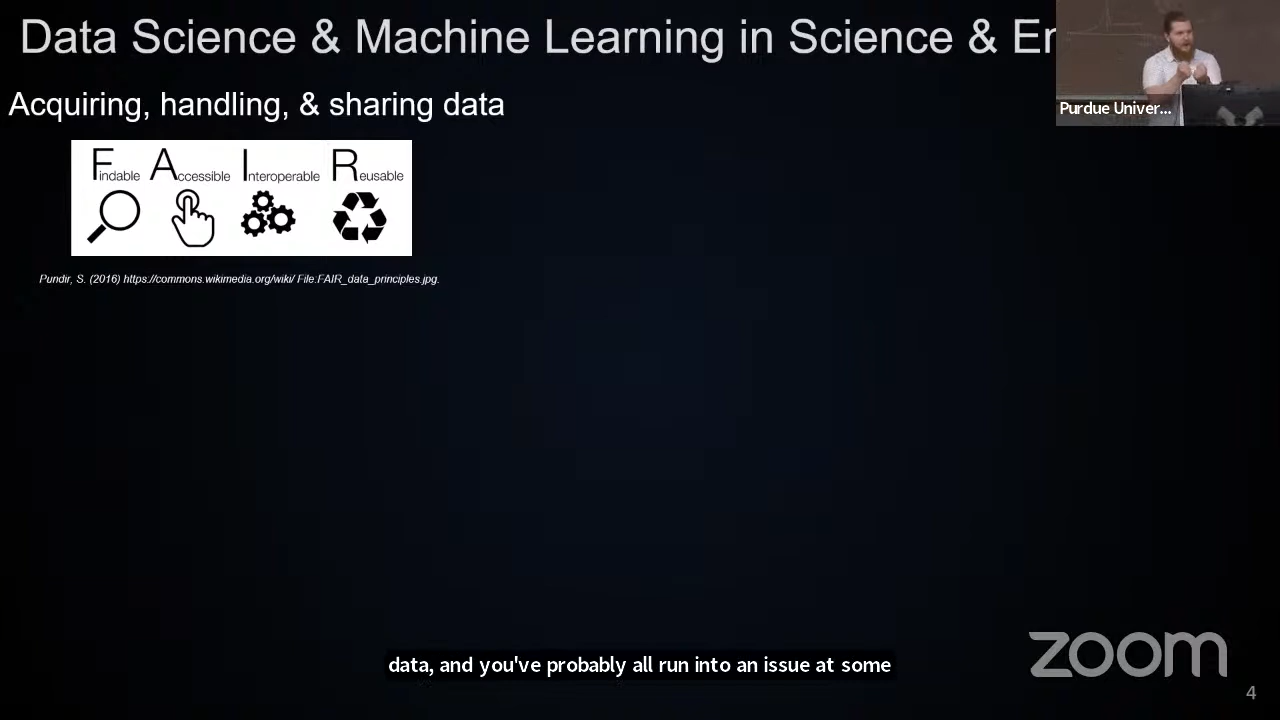 Data Science & Machine Learning in Science & En
Purdue Univer...
Acquiring, handling, & sharing data
Findable Accessible Interoperable Reusable
Pundir, S. (2016) https://commons.wikimedia.org/wiki/ File:FAIR_data_principles.jpg.
data, and you've probably all run into an issue at some
zoom
4